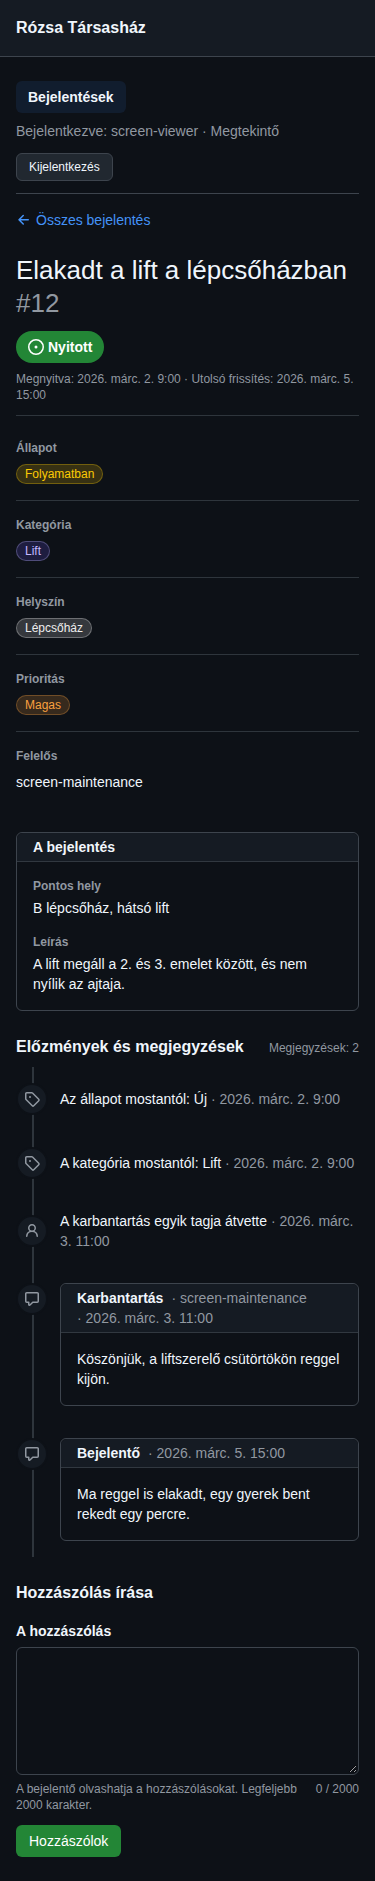 Rózsa Társasház
Bejelentések
Bejelentkezve: screen-viewer · Megtekintő
Kijelentkezés
← Összes bejelentés
Elakadt a lift a lépcsőházban
#12
Nyitott
Megnyitva: 2026. márc. 2. 9:00 · Utolsó frissítés: 2026. márc. 5.
15:00
Állapot
Folyamatban
Kategória
Lift
Helyszín
Lépcsőház
Prioritás
Magas
Felelős
screen-maintenance
A bejelentés
Pontos hely
B lépcsőház, hátsó lift
Leírás
A lift megáll a 2. és 3. emelet között, és nem
nyílik az ajtaja.
Előzmények és megjegyzések
Megjegyzések: 2
Az állapot mostantól: Új · 2026. márc. 2. 9:00
A kategória mostantól: Lift · 2026. márc. 2. 9:00
A karbantartás egyik tagja átvette · 2026. márc.
3. 11:00
Karbantartás · screen-maintenance
· 2026. márc. 3. 11:00
Köszönjük, a liftszerelő csütörtökön reggel
kijön.
Bejelentő · 2026. márc. 5. 15:00
Ma reggel is elakadt, egy gyerek bent
rekedt egy percre.
Hozzászólás írása
A hozzászólás
A bejelentő olvashatja a hozzászólásokat. Legfeljebb
2000 karakter.
0 / 2000
Hozzászólok